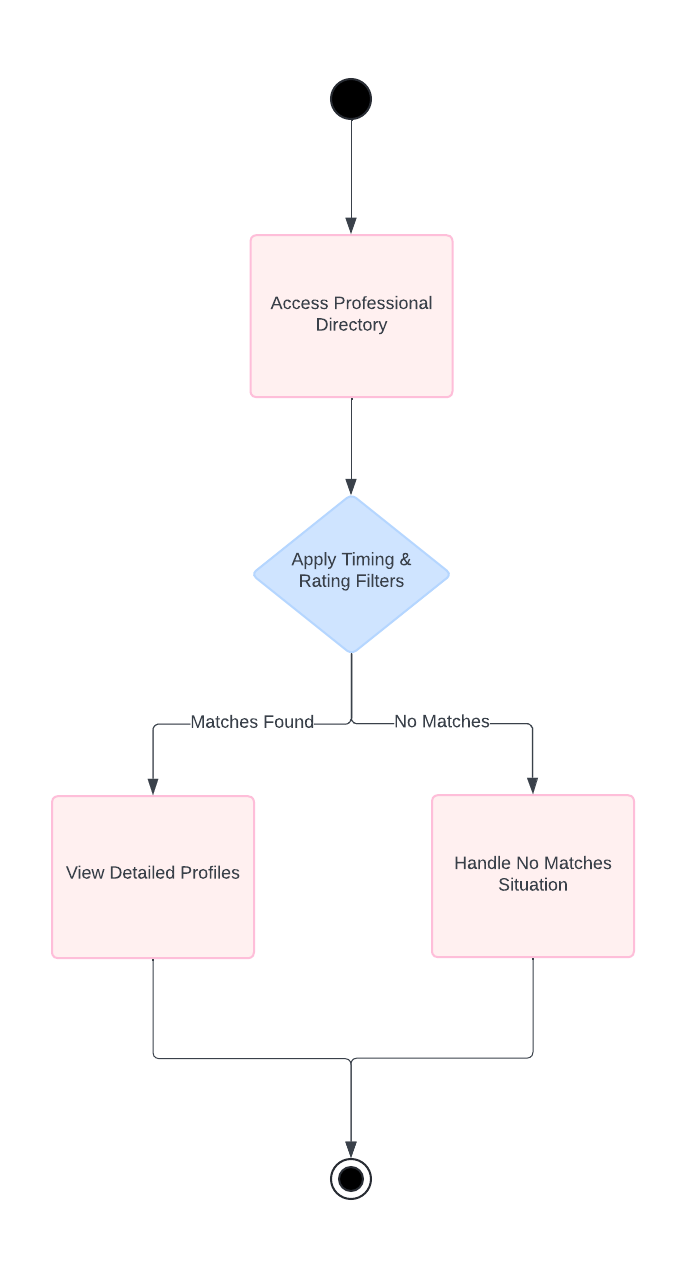 Access Professional
Directory
Apply Timing &
Rating Filters
Matches Found
No Matches
View Detailed Profiles
Handle No Matches
Situation